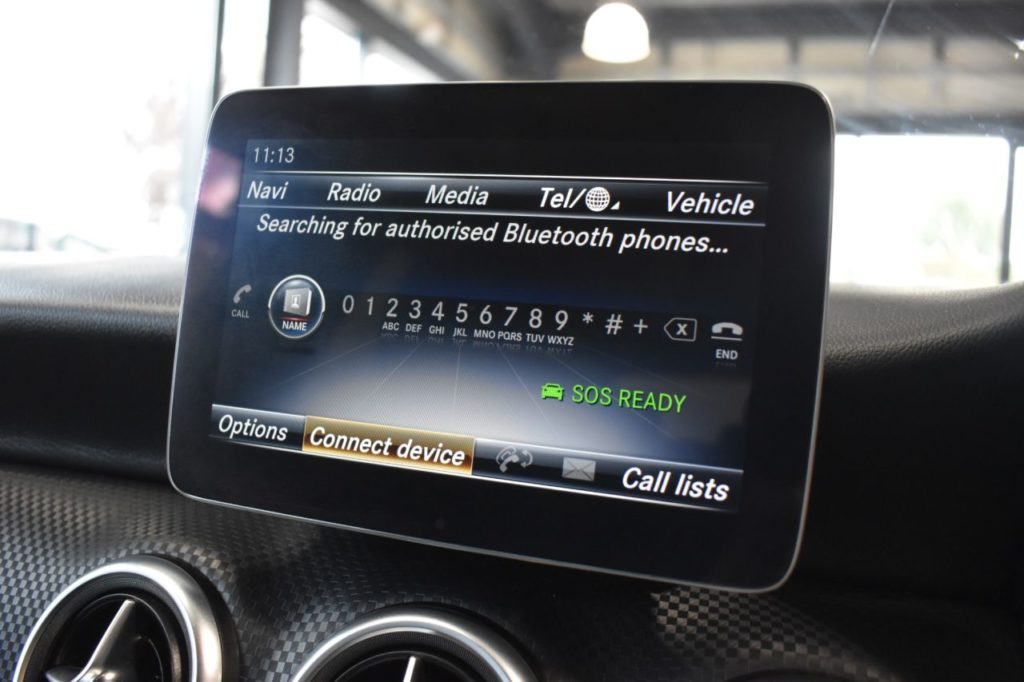 11:13
Navi Radio Media Tel/ Vehicle
Searching for authorised Bluetooth phones...
0 1 2 3 4 5 6 7 8 9 * # + X
CALL NAME ABC DEF GHI JKL MNO PQRS TUV WXYZ END
SOS READY
Options Connect device Call lists